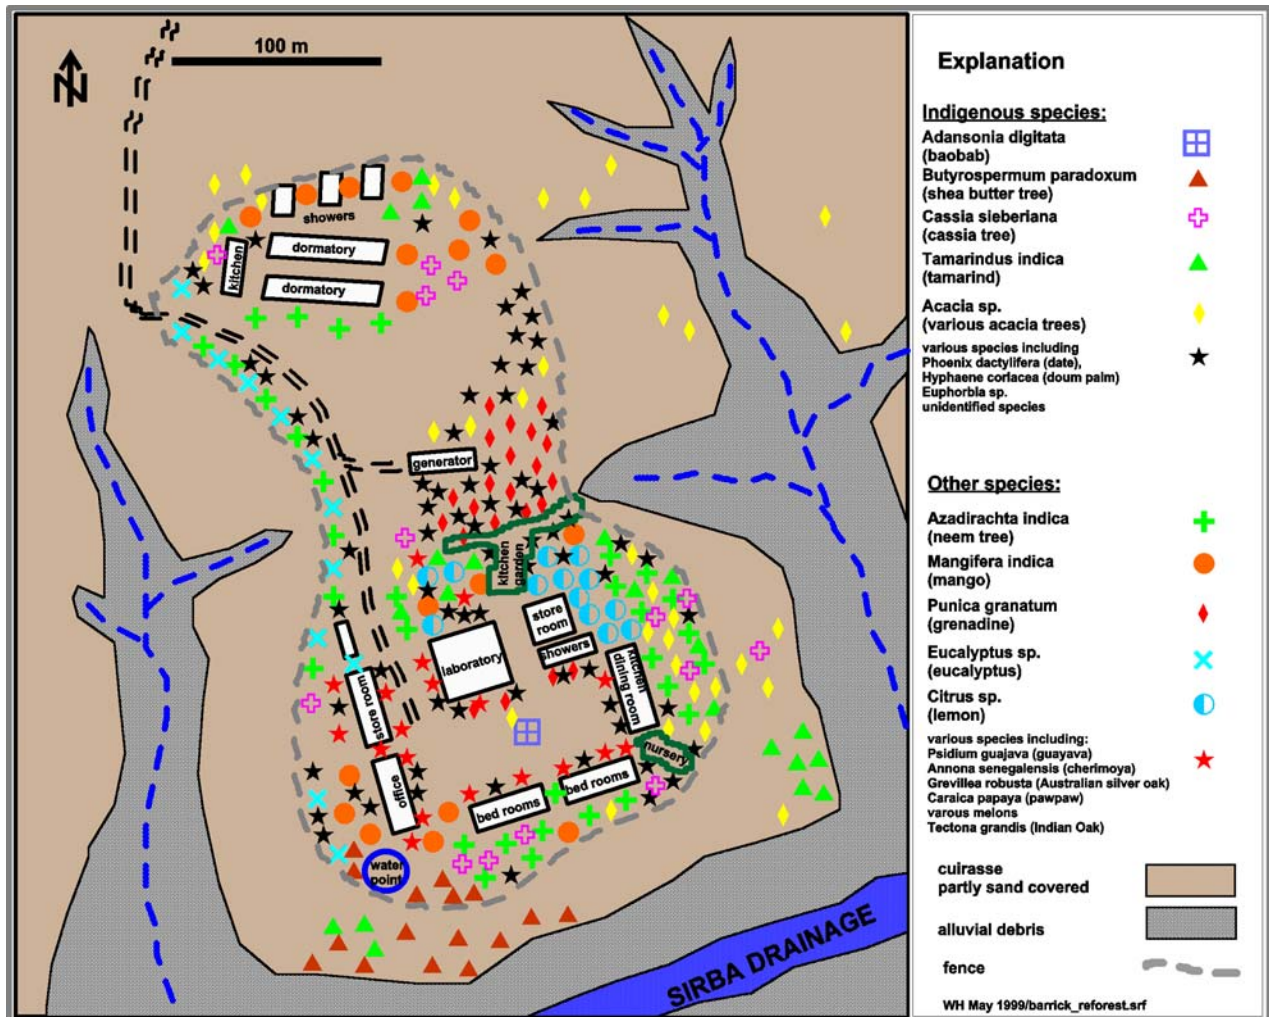 N
100 m
showers
dormatory
kitchen
dormatory
generator
kitchen
garden
store
room
showers
laboratory
kitchen
dining room
store room
nursery
office
bed rooms
bed rooms
water
point
SIRBA DRAINAGE
Explanation
Indigenous species:
Adansonia digitata
(baobab)
Butyrospermum paradoxum
(shea butter tree)
Cassia sieberiana
(cassia tree)
Tamarindus indica
(tamarind)
Acacia sp.
(various acacia trees)
various species including
Phoenix dactylifera (date),
Hyphaene coriacea (doum palm)
Euphorbia sp.
unidentified species
Other species:
Azadirachta indica
(neem tree)
Mangifera indica
(mango)
Punica granatum
(grenadine)
Eucalyptus sp.
(eucalyptus)
Citrus sp.
(lemon)
various species including:
Psidium guajava (guayava)
Annona senegalensis (cherimoya)
Grevillea robusta (Australian silver oak)
Caraica papaya (pawpaw)
varous melons
Tectona grandis (Indian Oak)
cuirasse
partly sand covered
alluvial debris
fence
WH May 1999/barrick_reforest.srf